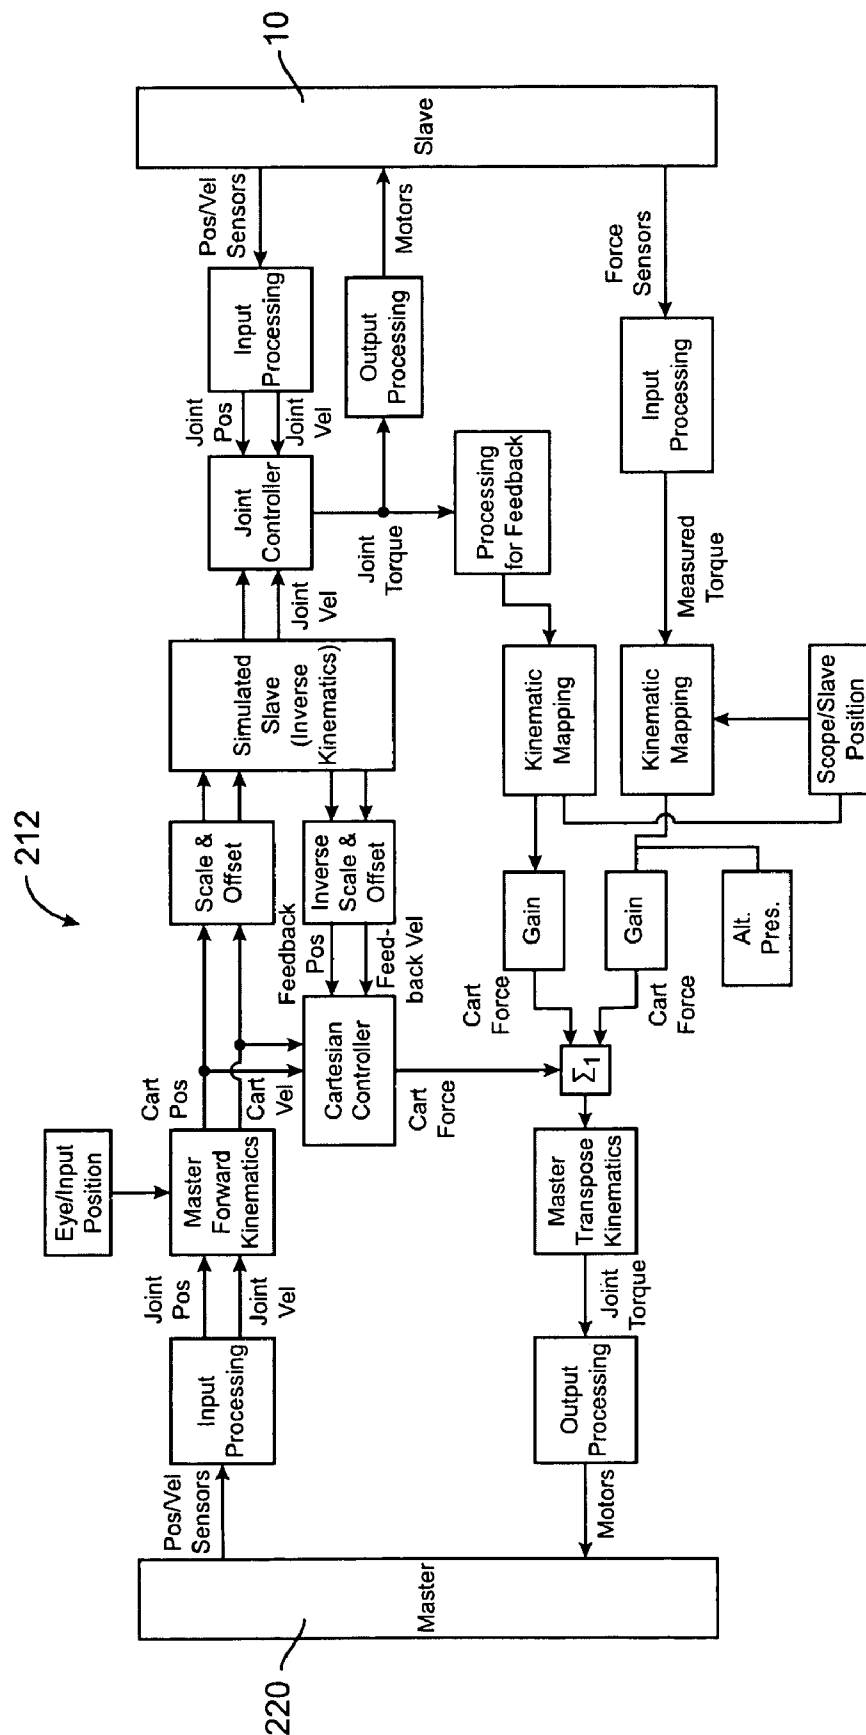 212
220
10
Master
Pos/Vel
Sensors
Input
Processing
Joint
Pos
Joint
Vel
Eye/Input
Position
Master
Forward
Kinematics
Cart
Pos
Cart
Vel
Scale &
Offset
Simulated
Slave
(Inverse
Kinematics)
Joint
Vel
Joint
Controller
Joint
Pos
Joint
Vel
Input
Processing
Pos/Vel
Sensors
Slave
Cartesian
Controller
Feedback
Pos
Feed-
back Vel
Inverse
Scale &
Offset
Joint
Torque
Output
Processing
Motors
Processing
for Feedback
Cart
Force
Cart
Force
Gain
Kinematic
Mapping
Motors
Output
Processing
Joint
Torque
Master
Transpose
Kinematics
Σ1
Cart
Force
Gain
Kinematic
Mapping
Measured
Torque
Input
Processing
Force
Sensors
Alt.
Pres.
Scope/Slave
Position